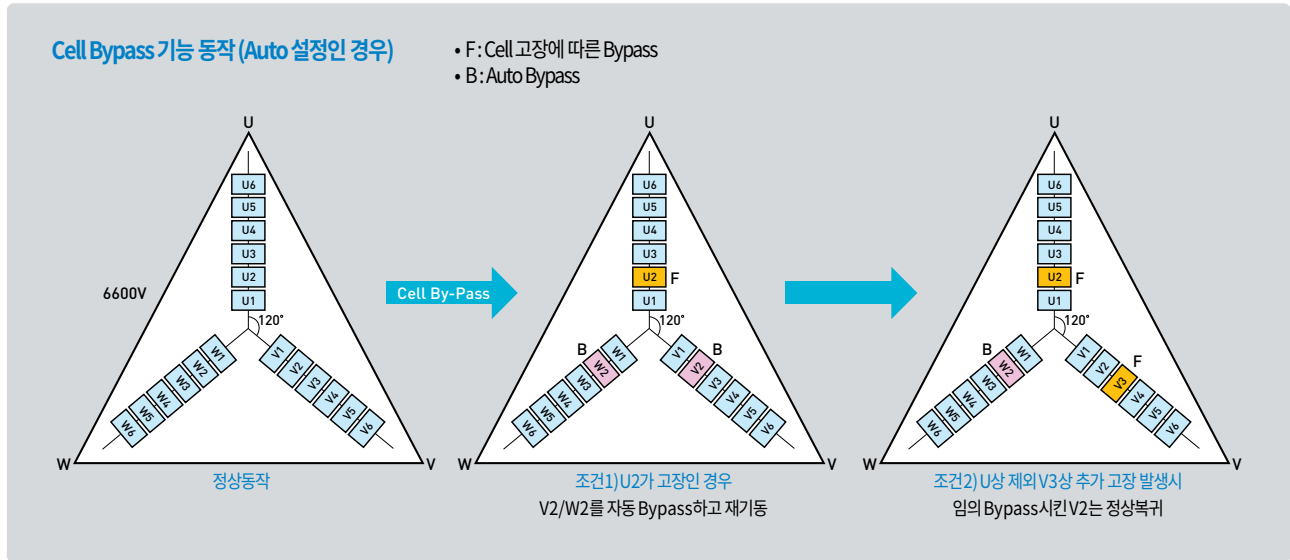 Cell Bypass 기능 동작 (Auto 설정인 경우)
• F : Cell 고장에 따른 Bypass
• B : Auto Bypass
U
U6
U5
U4
U3
U2
U1
120°
6600V
W1
W2
W3
W4
W5
W6
V1
V2
V3
V4
V5
V6
W
V
정상동작
Cell By-Pass
U
U6
U5
U4
U3
U2
F
U1
120°
B
W1
W2
W3
W4
W5
W6
B
V1
V2
V3
V4
V5
V6
W
V
조건1) U2가 고장인 경우
V2/W2를 자동 Bypass하고 재기동
U
U6
U5
U4
U3
U2
F
U1
120°
B
W1
W2
W3
W4
W5
W6
V1
V2
F
V3
V4
V5
V6
W
V
조건2) U상 제외 V3상 추가 고장 발생시
임의 Bypass시킨 V2는 정상복귀